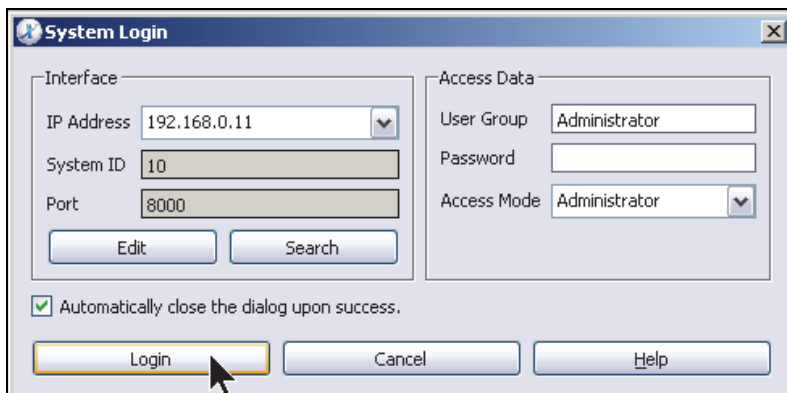 System Login
Interface
IP Address 192.168.0.11
System ID 10
Port 8000
Edit Search
Access Data
User Group Administrator
Password
Access Mode Administrator
Automatically close the dialog upon success.
Login Cancel Help